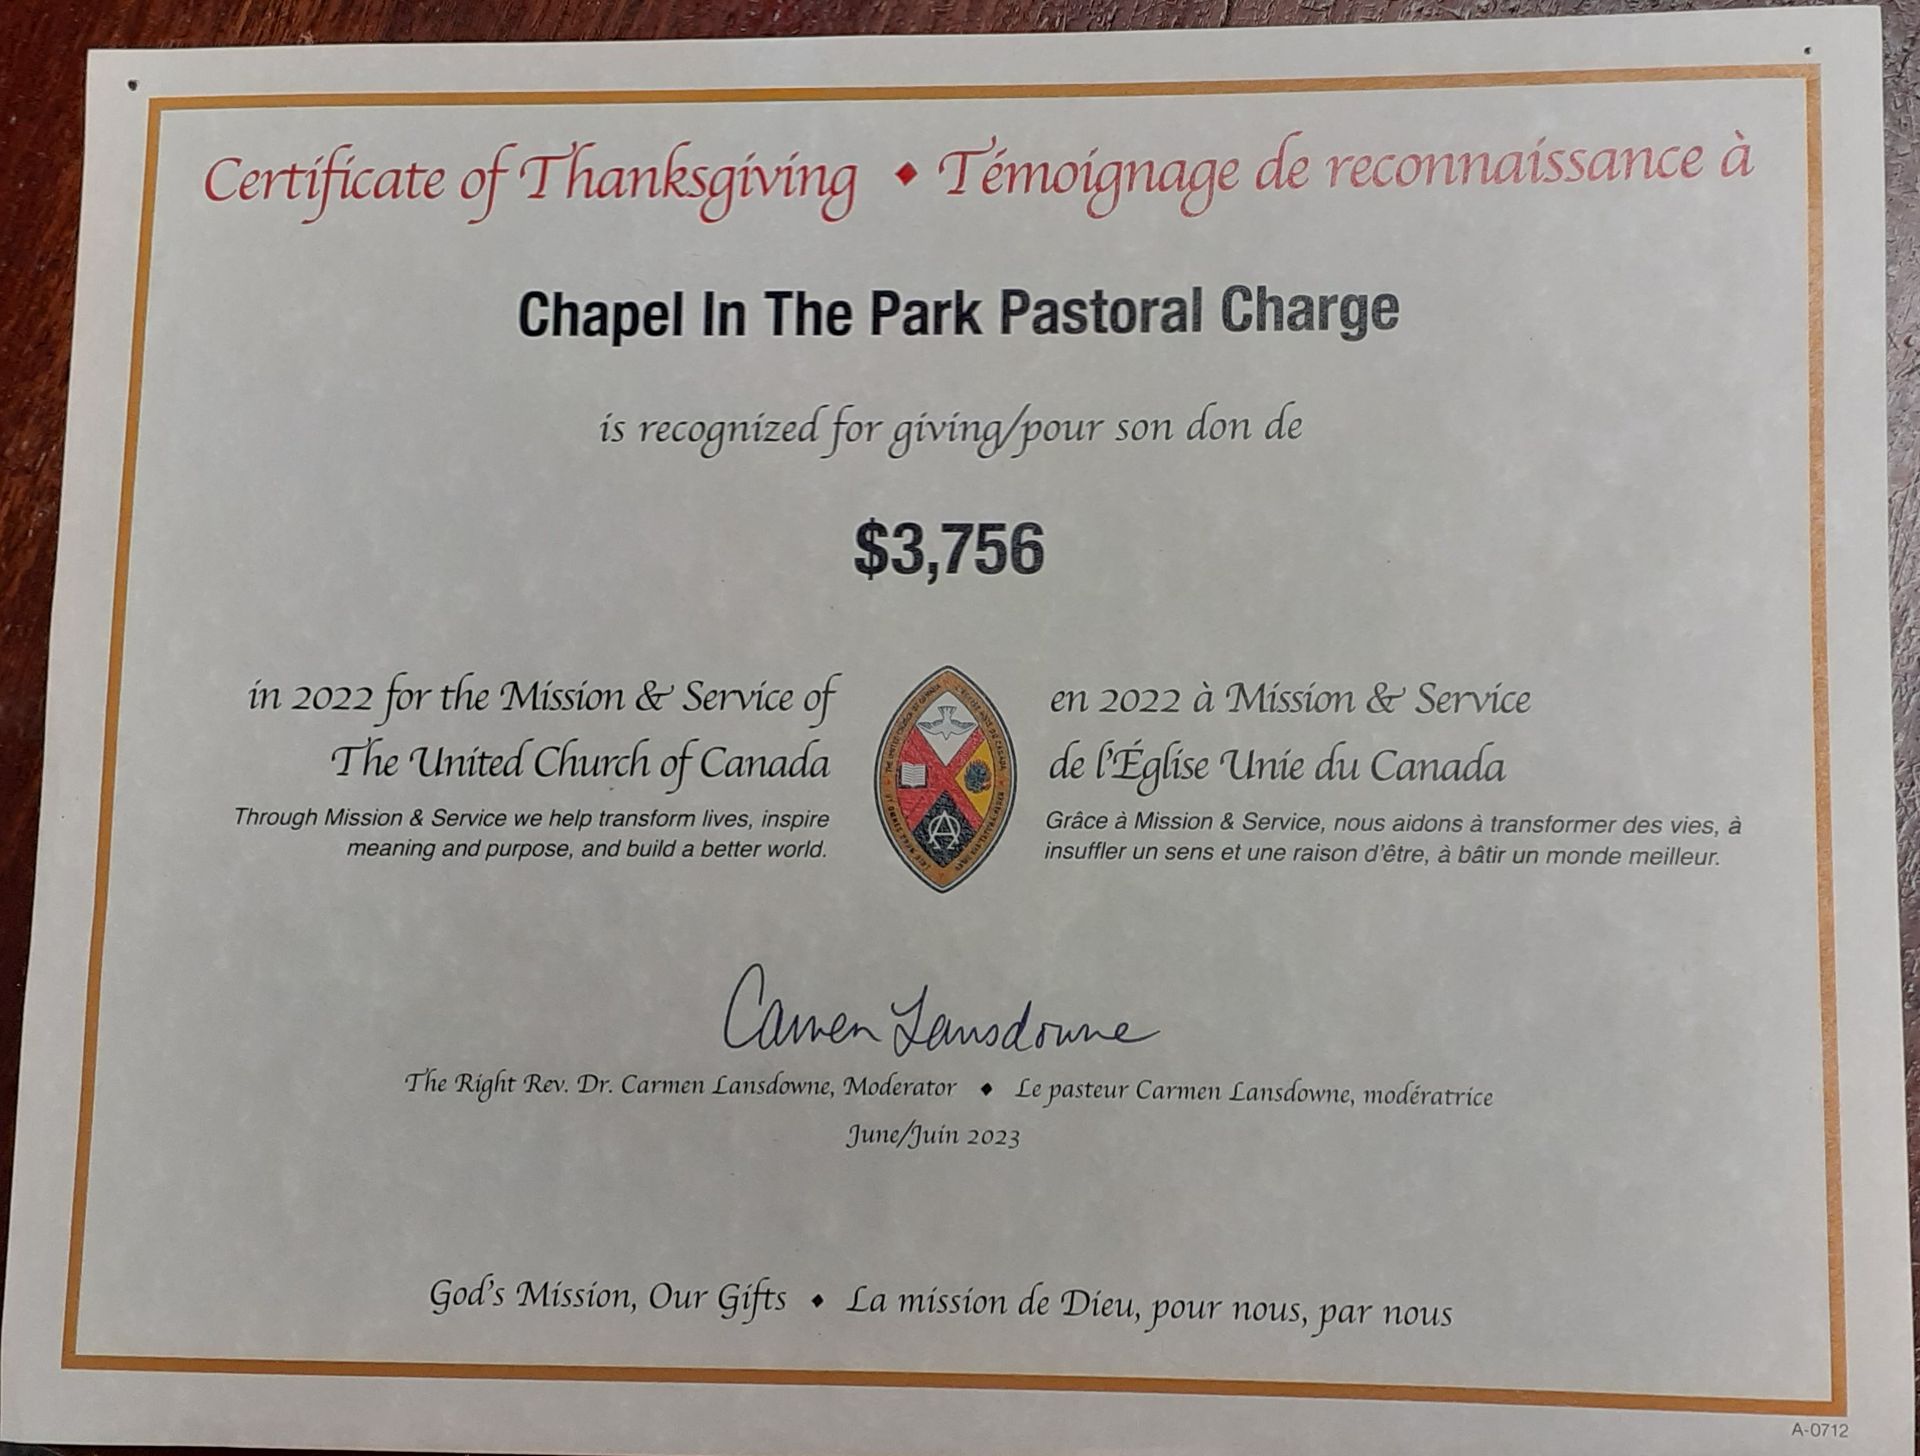 Certificate of Thanksgiving ♦ Témoignage de reconnaissance à
Chapel In The Park Pastoral Charge
is recognized for giving/pour son don de
$3,756
in 2022 for the Mission & Service of
The United Church of Canada
Through Mission & Service we help transform lives, inspire
meaning and purpose, and build a better world.
en 2022 à Mission & Service
de l'Église Unie du Canada
Grâce à Mission & Service, nous aidons à transformer des vies, à
insuffler un sens et une raison d'être, à bâtir un monde meilleur.
Carmen Lansdowne
The Right Rev. Dr. Carmen Lansdowne, Moderator ♦ Le pasteur Carmen Lansdowne, modératrice
June/Juin 2023
God's Mission, Our Gifts ♦ La mission de Dieu, pour nous, par nous
A-0712